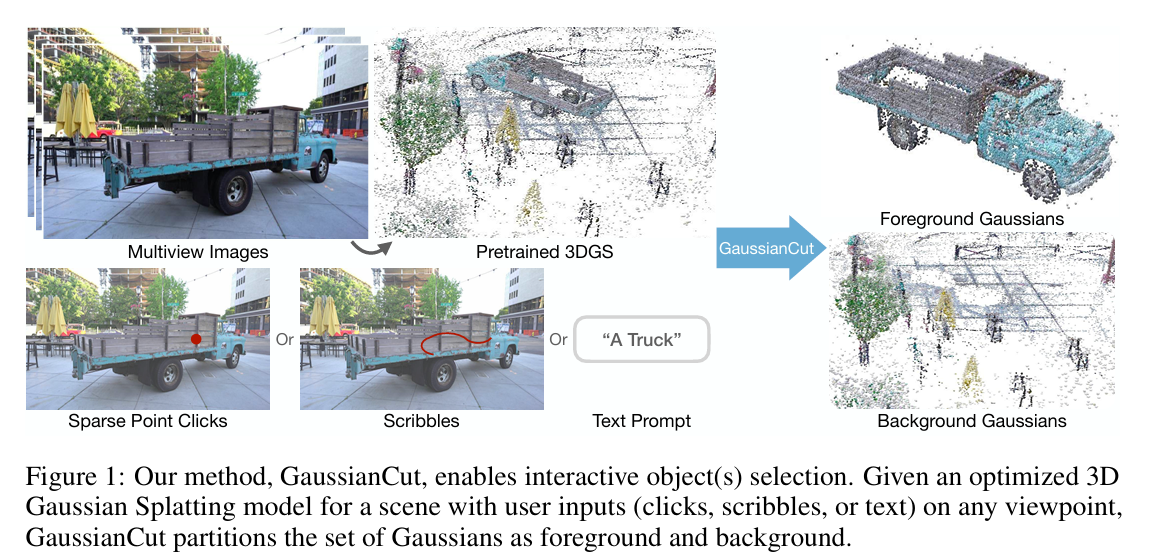 Multiview Images
Pretrained 3DGS
GaussianCut
Foreground Gaussians
Or
Or
“A Truck”
Sparse Point Clicks
Scribbles
Text Prompt
Background Gaussians
Figure 1: Our method, GaussianCut, enables interactive object(s) selection. Given an optimized 3D
Gaussian Splatting model for a scene with user inputs (clicks, scribbles, or text) on any viewpoint,
GaussianCut partitions the set of Gaussians as foreground and background.